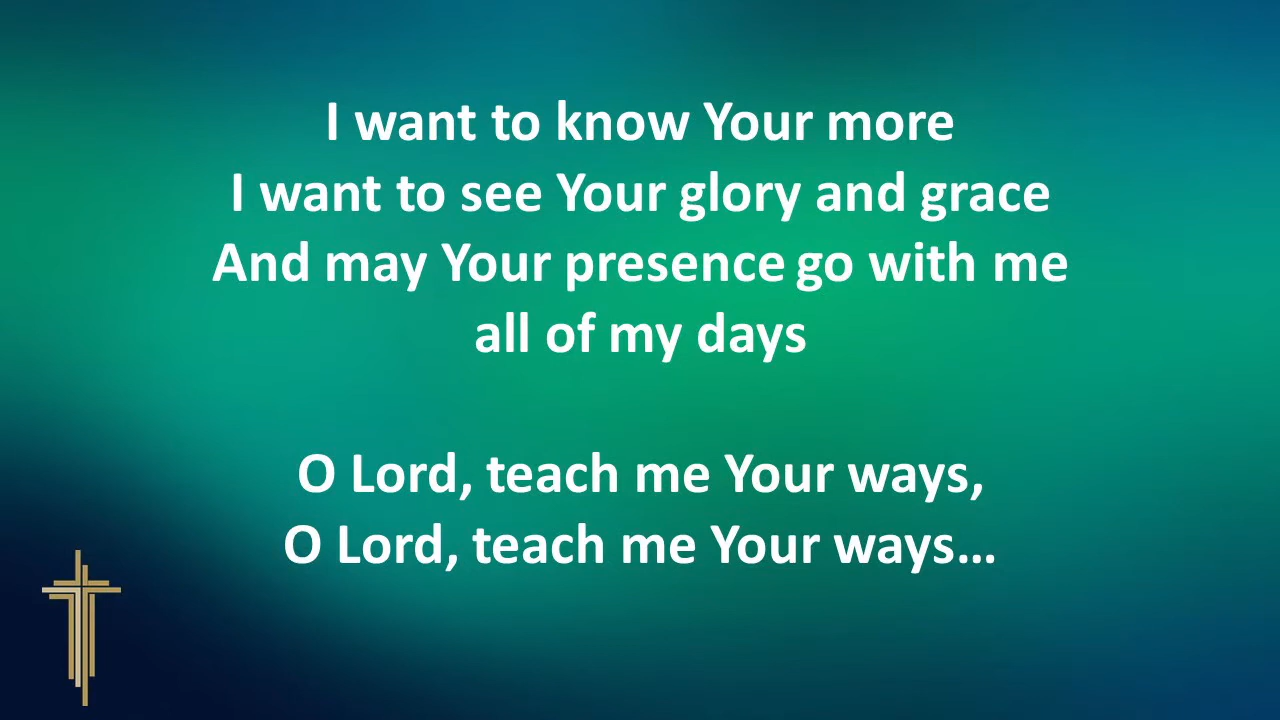 I want to know Your more
I want to see Your glory and grace
And may Your presence go with me
all of my days
O Lord, teach me Your ways,
O Lord, teach me Your ways…